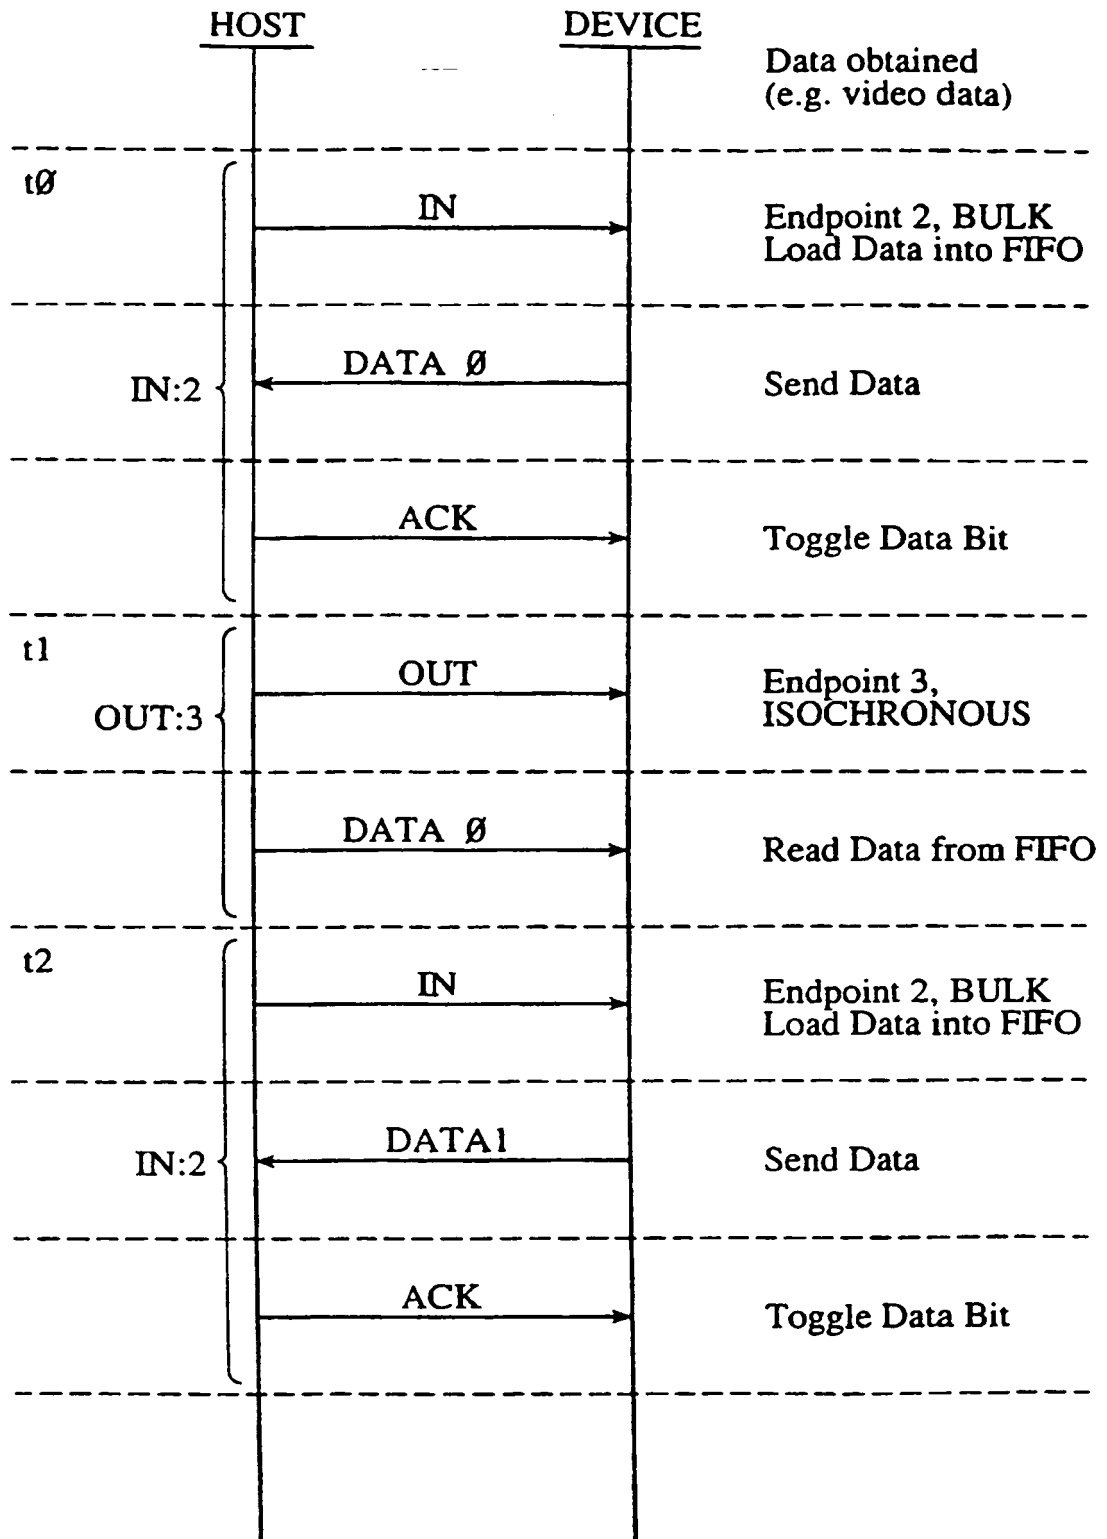 HOST DEVICE
Data obtained
(e.g. video data)
tØ
IN
Endpoint 2, BULK
Load Data into FIFO
DATA Ø
IN:2
Send Data
ACK
Toggle Data Bit
t1
OUT
Endpoint 3,
ISOCHRONOUS
OUT:3
DATA Ø
Read Data from FIFO
t2
IN
Endpoint 2, BULK
Load Data into FIFO
DATA1
IN:2
Send Data
ACK
Toggle Data Bit